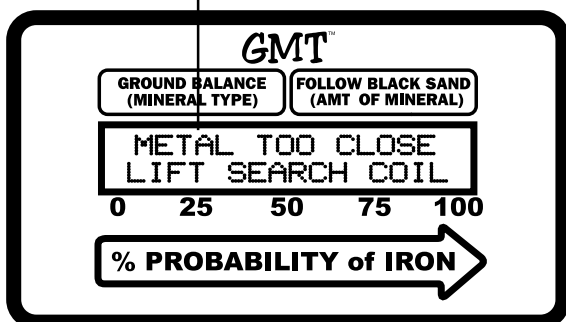 GMT™
GROUND BALANCE FOLLOW BLACK SAND
(MINERAL TYPE) (AMT OF MINERAL)
METAL TOO CLOSE
LIFT SEARCH COIL
0 25 50 75 100
% PROBABILITY of IRON